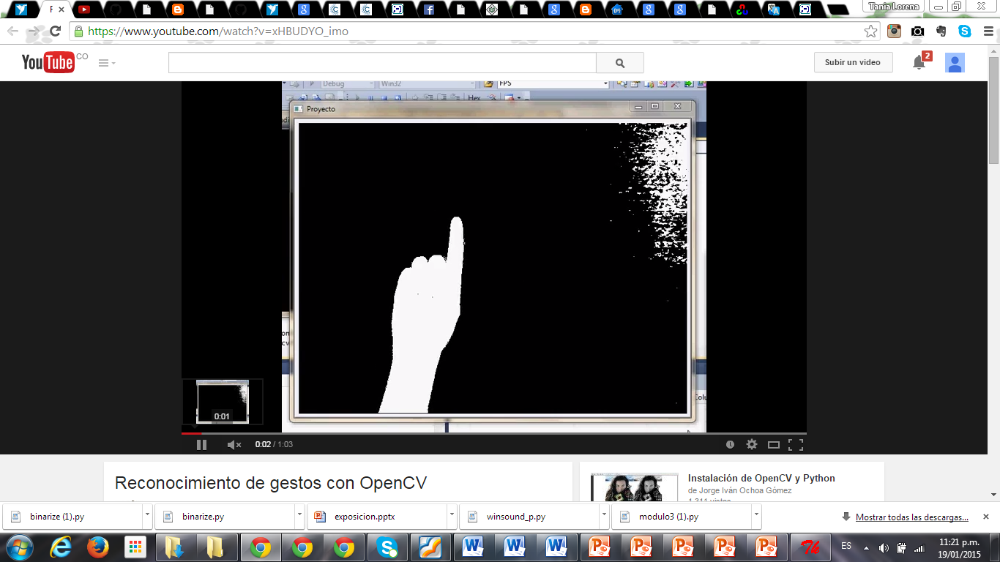 F
Tania Lorena
https://www.youtube.com/watch?v=xHBUDYO_imo
YouTube CO
Subir un video
2
Debug
Win32
FPS
Hex
Proyecto
0:01
0:02 / 1:03
Reconocimiento de gestos con OpenCV
Instalación de OpenCV y Python
de Jorge Iván Ochoa Gómez
binarize (1).py
binarize.py
exposicion.pptx
winsound_p.py
modulo3 (1).py
Mostrar todas las descargas...
ES
11:21 p.m.
19/01/2015